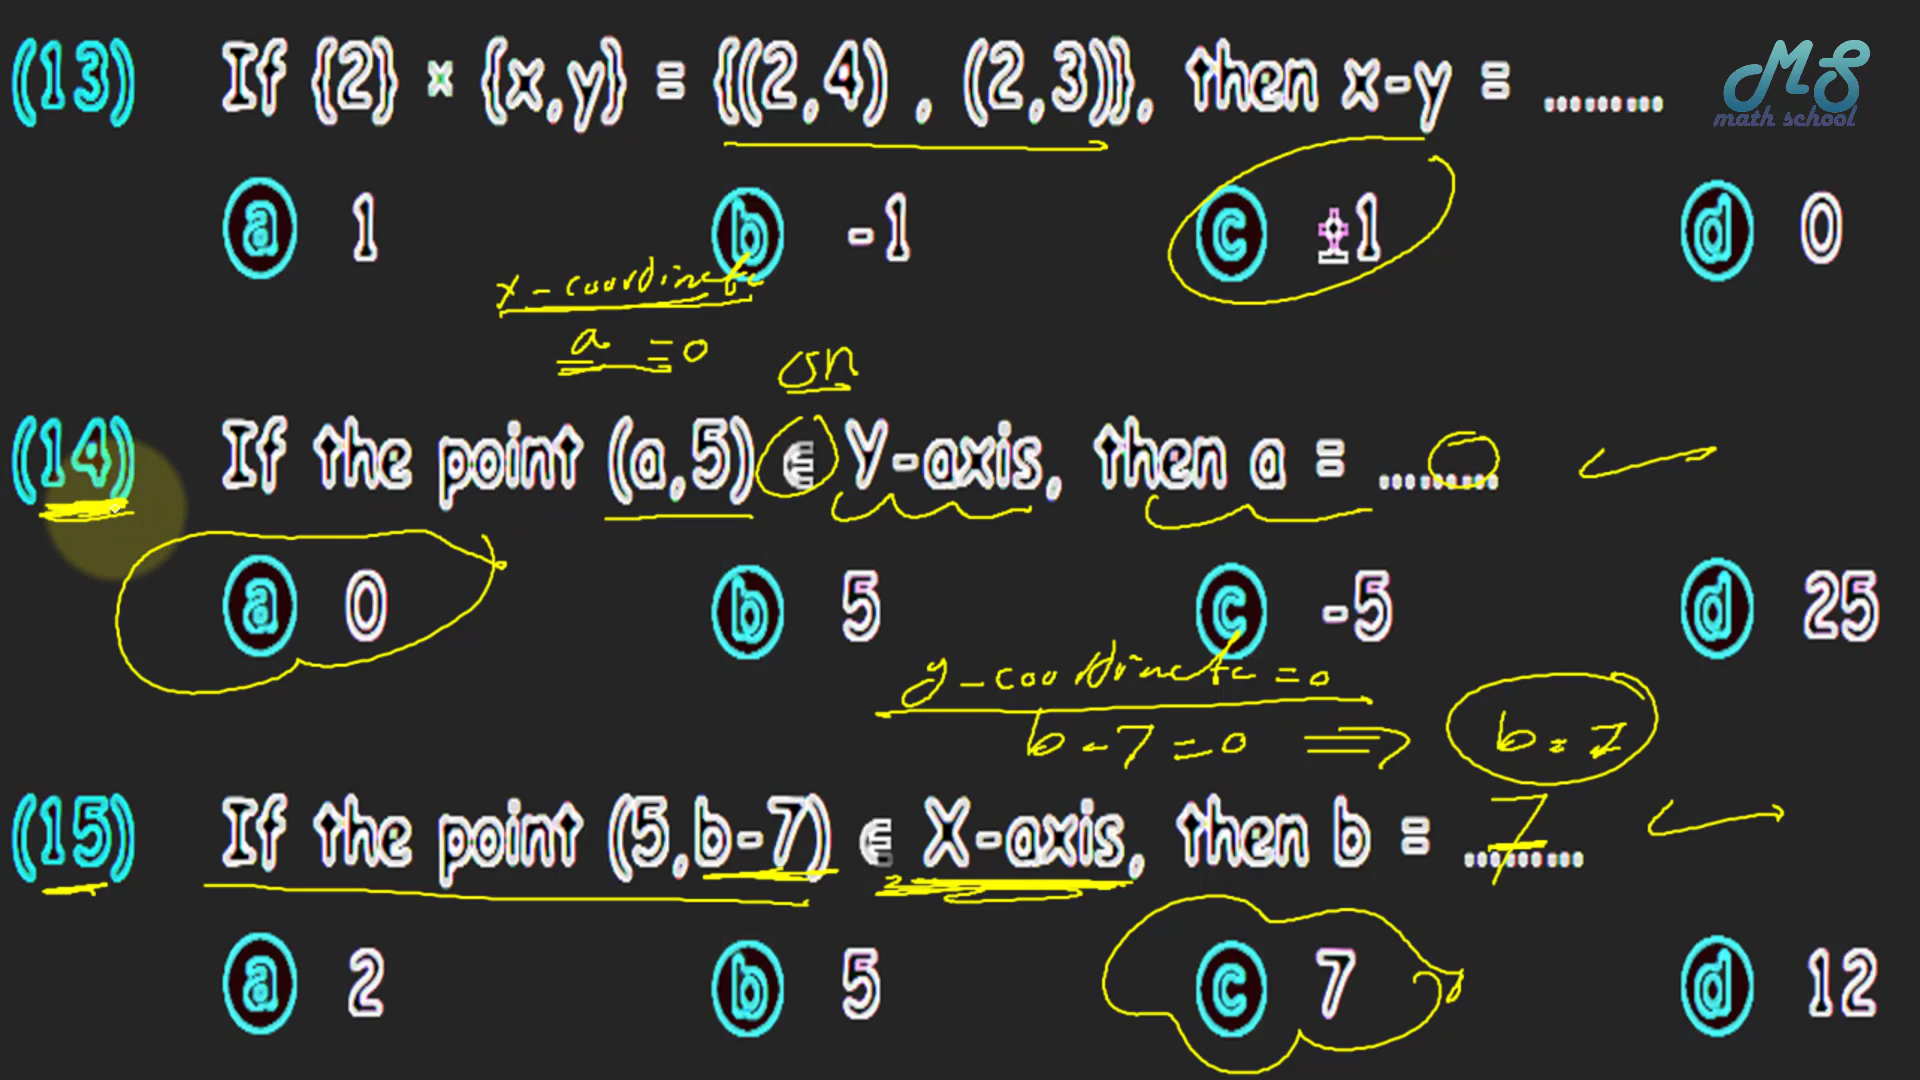 (13) If {2} × {x,y} = {(2,4) , (2,3)}, then x-y = .........
MS
math school
a 1 b -1 c ±1 d 0
x - coordinate
a = 0
on
(14) If the point (a,5) ∈ Y-axis, then a = ......... 0
a 0 b 5 c -5 d 25
y - coordinate = 0
b - 7 = 0 ⟹ b = 7
(15) If the point (5,b-7) ∈ X-axis, then b = ......... 7
a 2 b 5 c 7 d 12